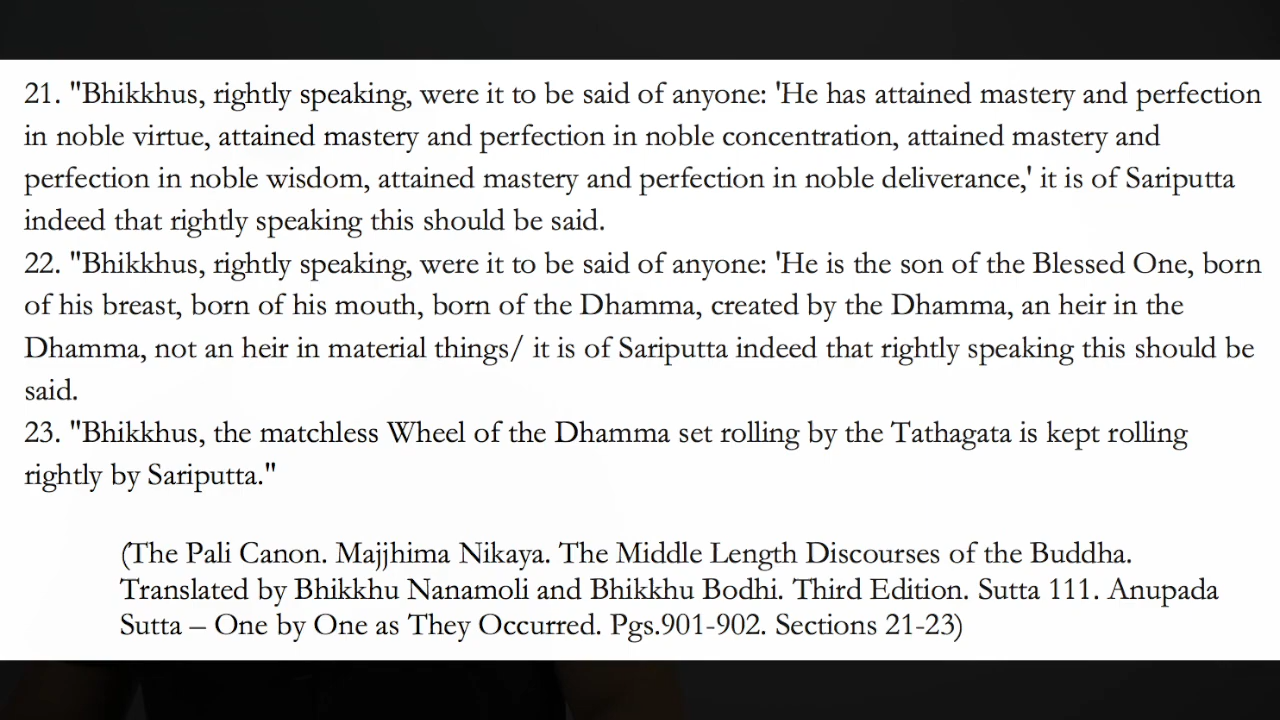 21. "Bhikkhus, rightly speaking, were it to be said of anyone: 'He has attained mastery and perfection
in noble virtue, attained mastery and perfection in noble concentration, attained mastery and
perfection in noble wisdom, attained mastery and perfection in noble deliverance,' it is of Sariputta
indeed that rightly speaking this should be said.
22. "Bhikkhus, rightly speaking, were it to be said of anyone: 'He is the son of the Blessed One, born
of his breast, born of his mouth, born of the Dhamma, created by the Dhamma, an heir in the
Dhamma, not an heir in material things/ it is of Sariputta indeed that rightly speaking this should be
said.
23. "Bhikkhus, the matchless Wheel of the Dhamma set rolling by the Tathagata is kept rolling
rightly by Sariputta."
(The Pali Canon. Majjhima Nikaya. The Middle Length Discourses of the Buddha.
Translated by Bhikkhu Nanamoli and Bhikkhu Bodhi. Third Edition. Sutta 111. Anupada
Sutta – One by One as They Occurred. Pgs.901-902. Sections 21-23)